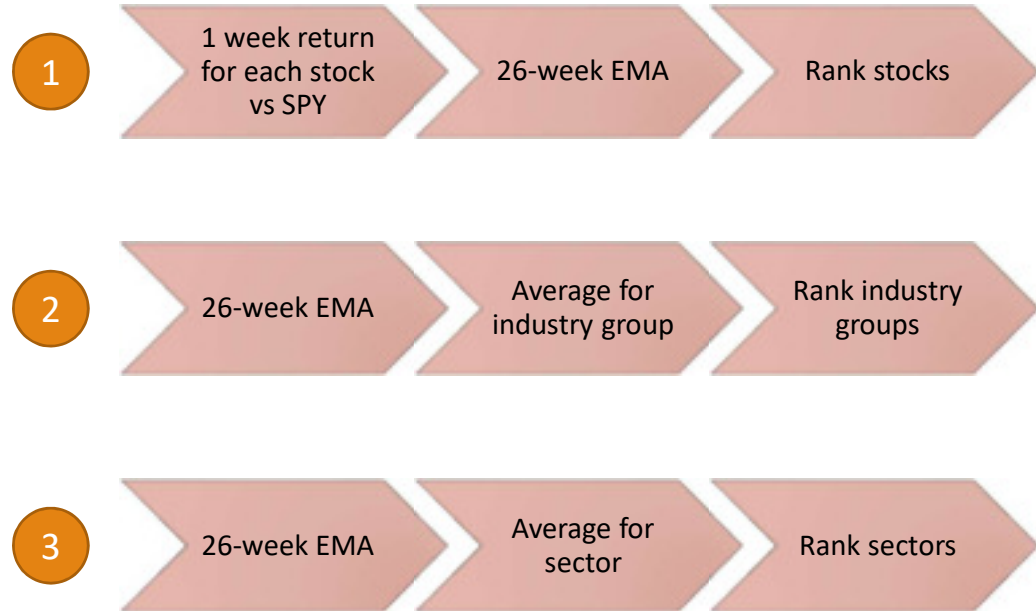 1
1 week return
for each stock
vs SPY
26-week EMA
Rank stocks
2
26-week EMA
Average for
industry group
Rank industry
groups
3
26-week EMA
Average for
sector
Rank sectors